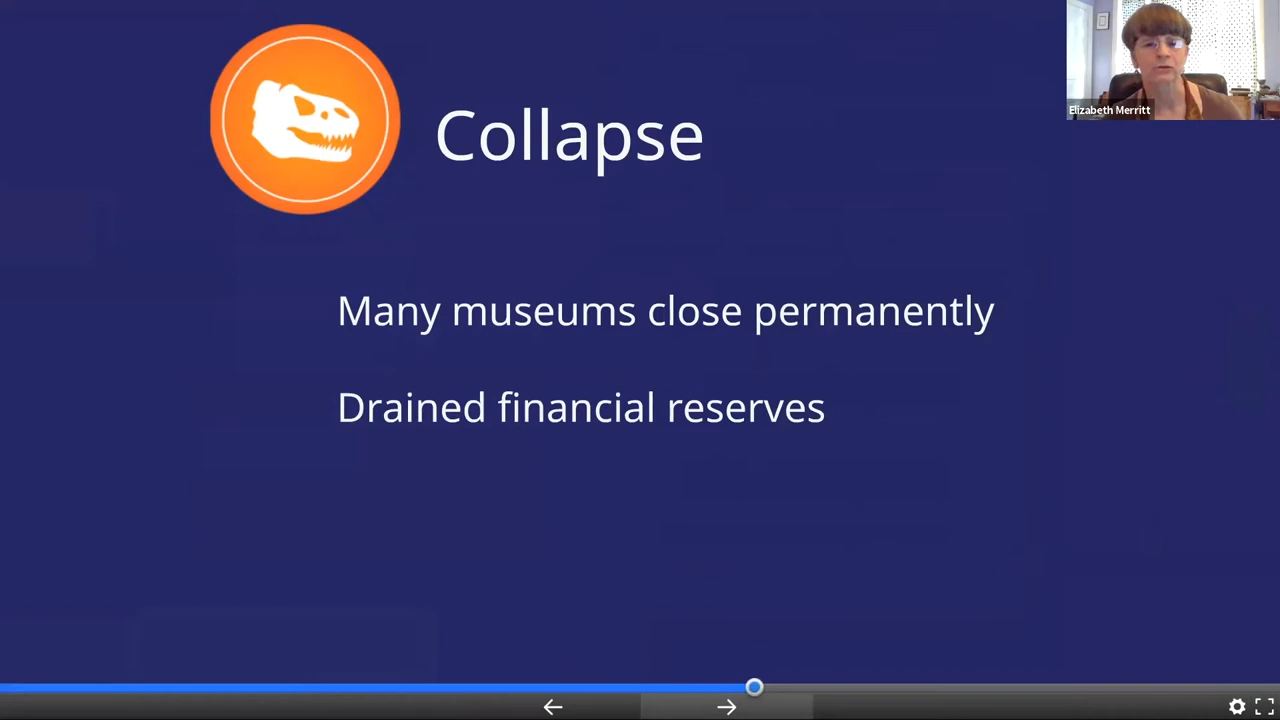 Collapse
Elizabeth Merritt
Many museums close permanently
Drained financial reserves